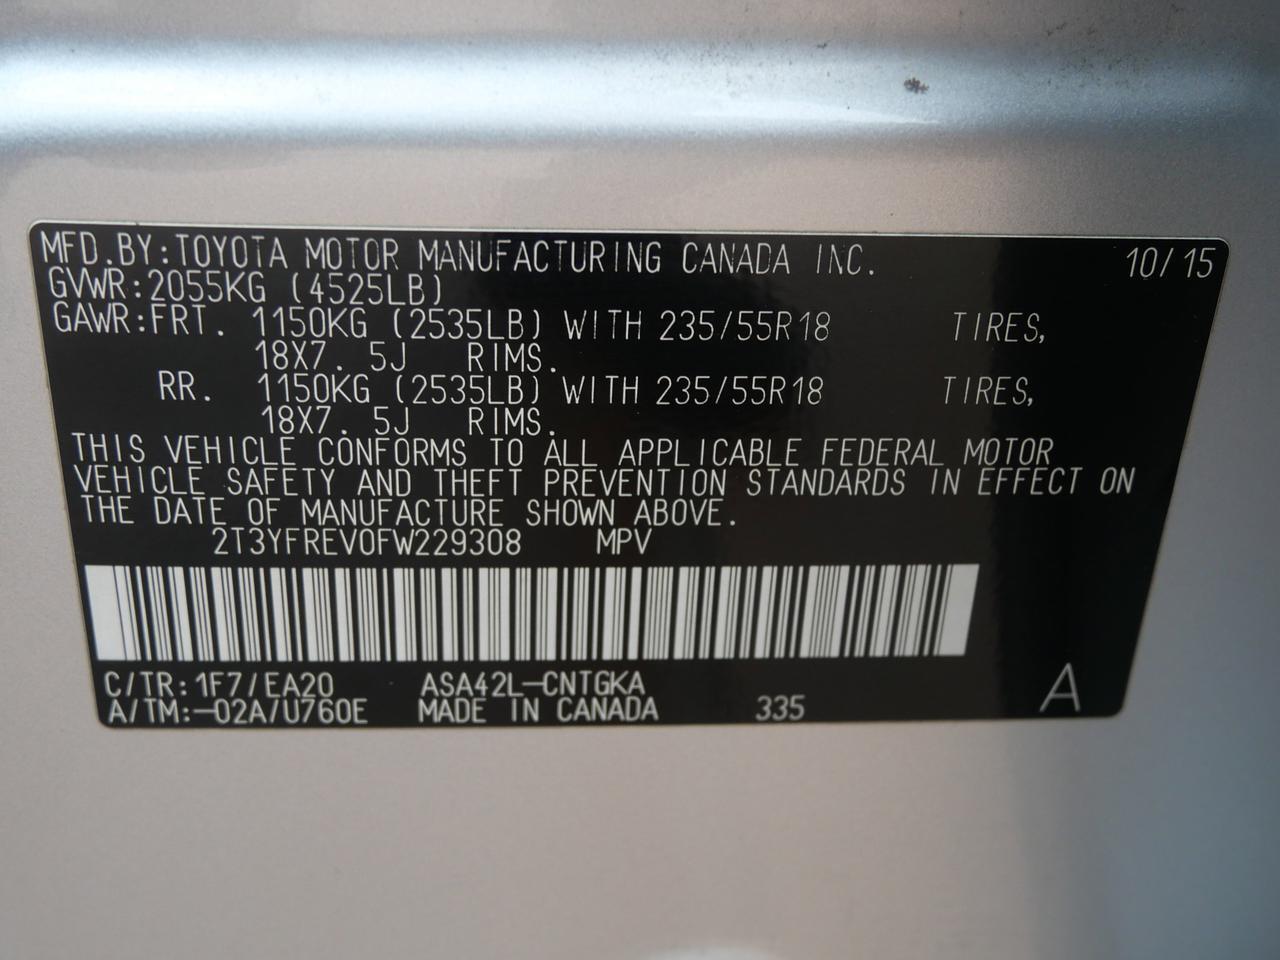 MFD.BY:TOYOTA MOTOR MANUFACTURING CANADA INC. 10/15
GVWR:2055KG (4525LB)
GAWR:FRT. 1150KG (2535LB) WITH 235/55R18 TIRES,
18X7. 5J RIMS.
RR. 1150KG (2535LB) WITH 235/55R18 TIRES,
18X7. 5J RIMS.
THIS VEHICLE CONFORMS TO ALL APPLICABLE FEDERAL MOTOR
VEHICLE SAFETY AND THEFT PREVENTION STANDARDS IN EFFECT ON
THE DATE OF MANUFACTURE SHOWN ABOVE.
2T3YFREV0FW229308 MPV
C/TR:1F7/EA20 ASA42L-CNTGKA
A/TM:-02A/U760E MADE IN CANADA 335 A